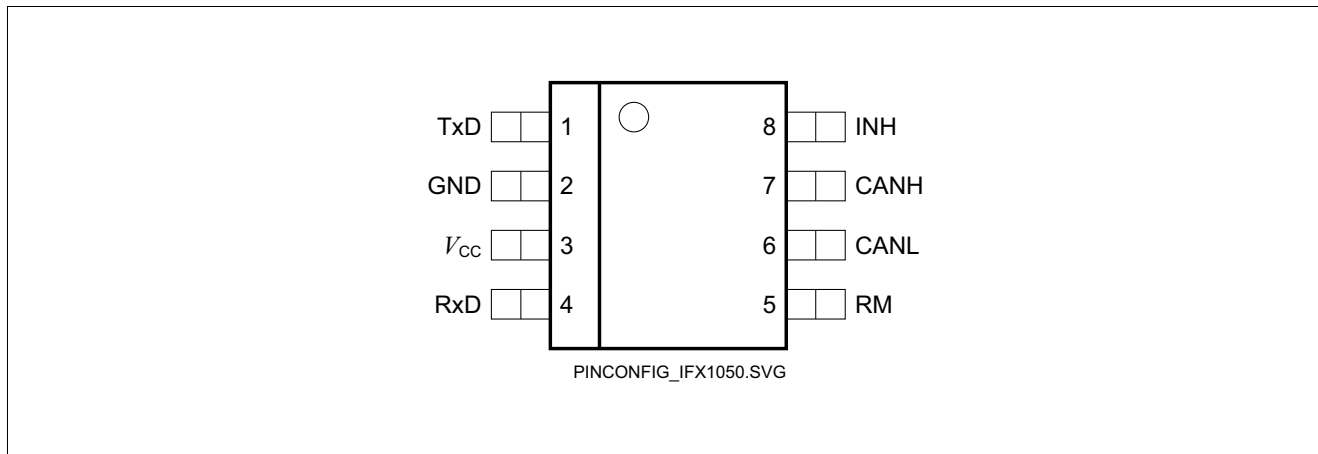 TxD 1 8 INH
GND 2 7 CANH
VCC 3 6 CANL
RxD 4 5 RM
PINCONFIG_IFX1050.SVG